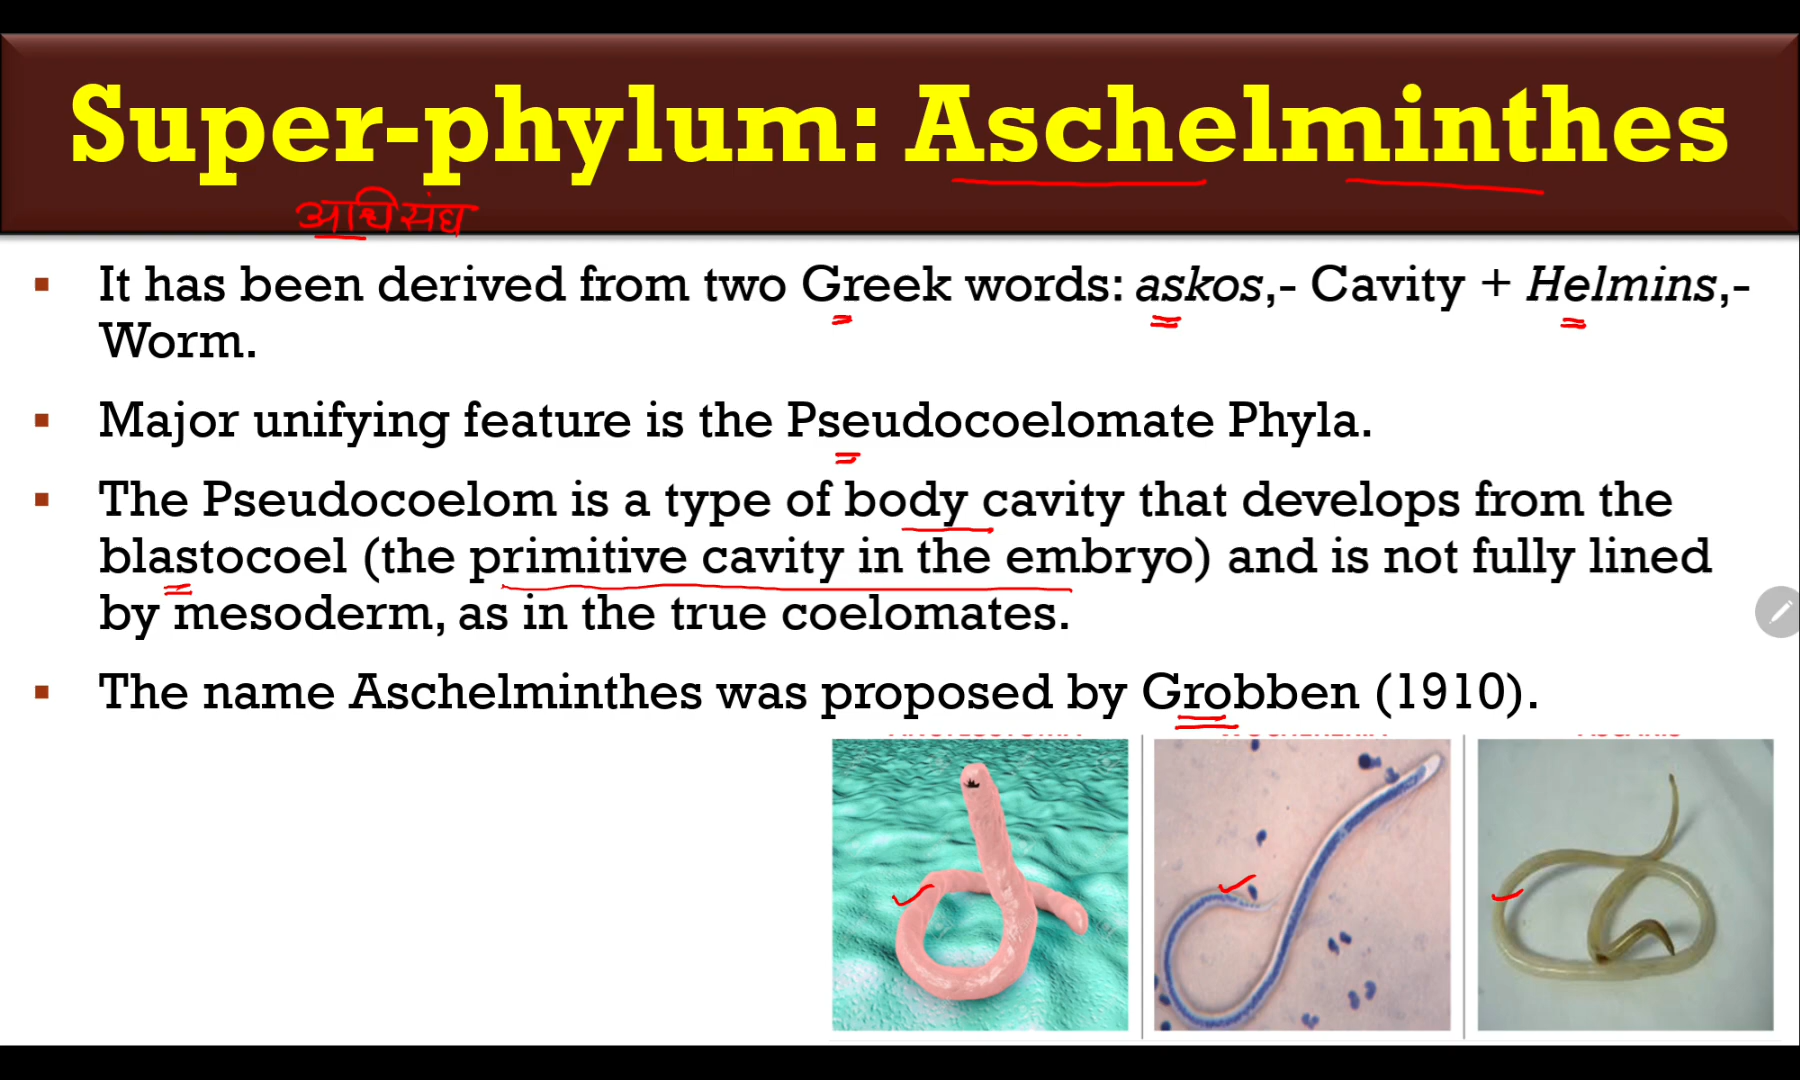 Super-phylum: Aschelminthes
अधिसंघ
▪ It has been derived from two Greek words: askos,- Cavity + Helmins,-
Worm.
▪ Major unifying feature is the Pseudocoelomate Phyla.
▪ The Pseudocoelom is a type of body cavity that develops from the
blastocoel (the primitive cavity in the embryo) and is not fully lined
by mesoderm, as in the true coelomates.
▪ The name Aschelminthes was proposed by Grobben (1910).